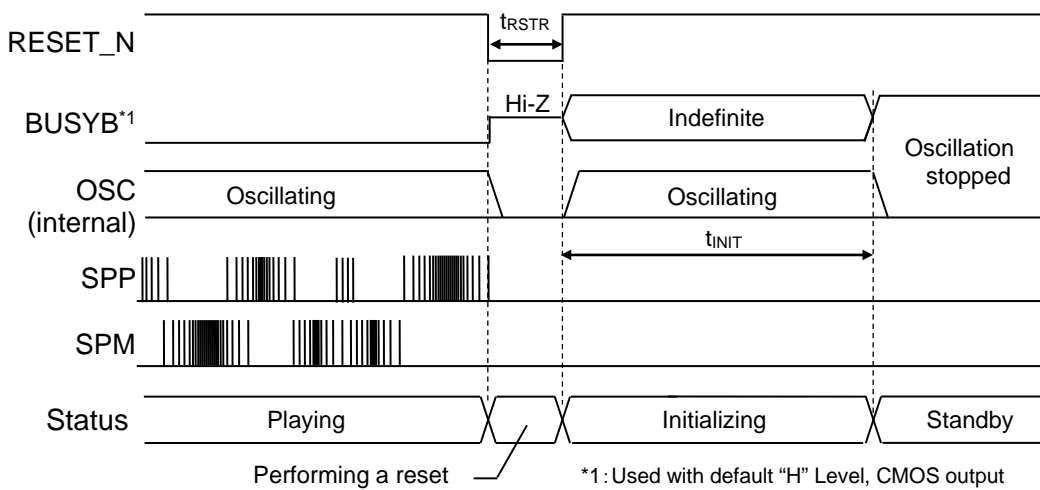 RESET_N
tRSTR
BUSYB*1
Hi-Z
Indefinite
Oscillation
stopped
OSC
(internal)
Oscillating
Oscillating
tINIT
SPP
SPM
Status
Playing
Initializing
Standby
Performing a reset
*1:Used with default “H” Level, CMOS output